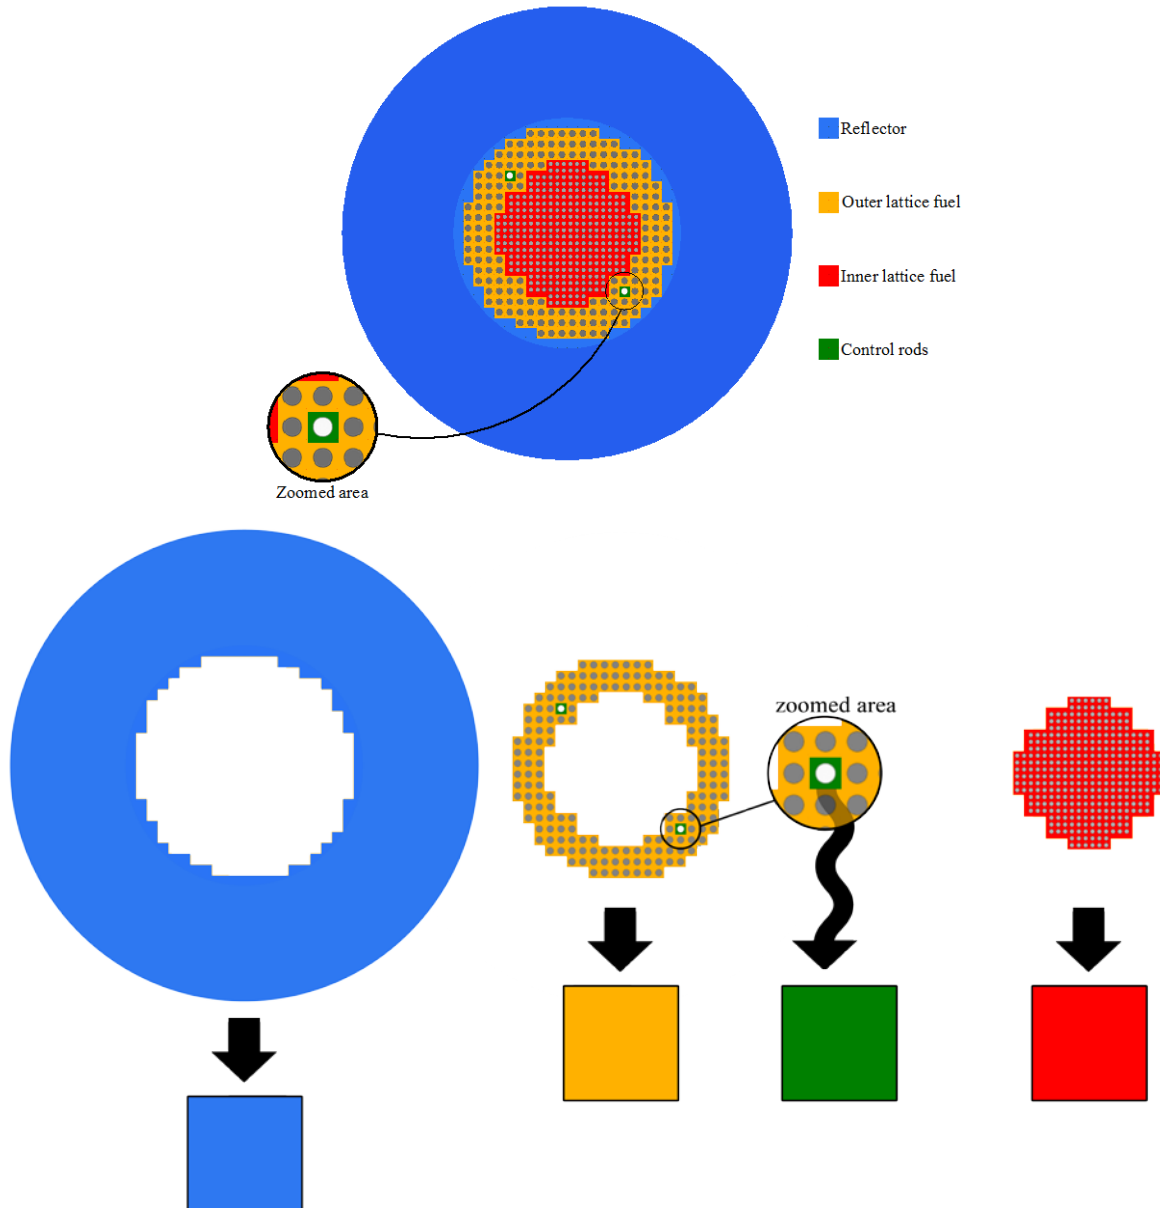 Reflector
Outer lattice fuel
Inner lattice fuel
Control rods
Zoomed area
zoomed area